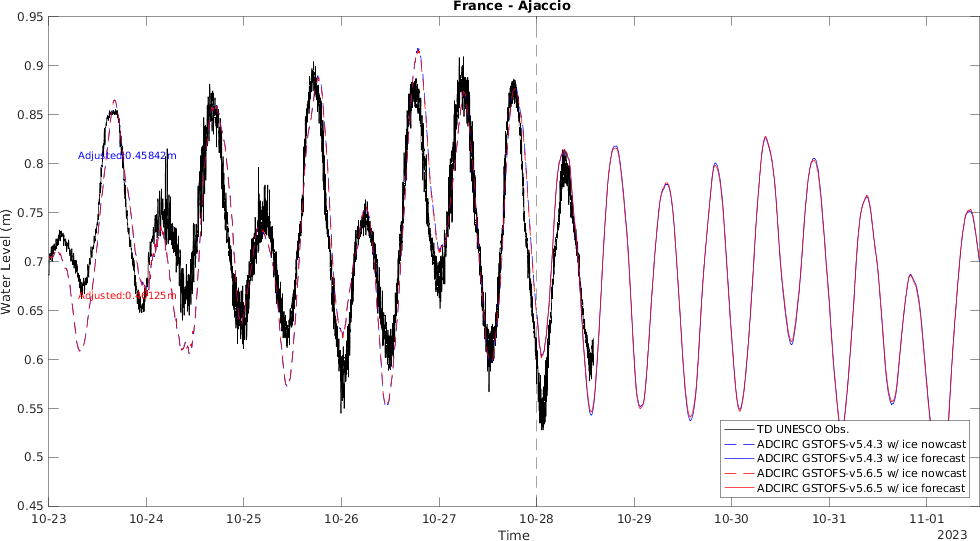 France - Ajaccio
0.95
0.9
0.85
0.8
0.75
0.7
0.65
0.6
0.55
0.5
0.45
Water Level (m)
Adjusted:0.45842m
Adjusted:0.46125m
TD UNESCO Obs.
ADCIRC GSTOFS-v5.4.3 w/ ice nowcast
ADCIRC GSTOFS-v5.4.3 w/ ice forecast
ADCIRC GSTOFS-v5.6.5 w/ ice nowcast
ADCIRC GSTOFS-v5.6.5 w/ ice forecast
10-23 10-24 10-25 10-26 10-27 10-28 10-29 10-30 10-31 11-01
Time
2023